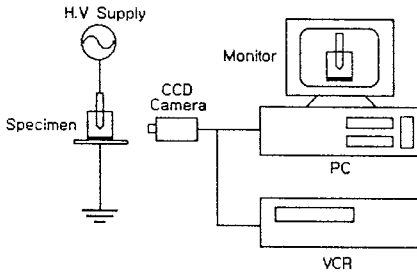 H.V Supply
Monitor
CCD
Camera
Specimen
PC
VCR